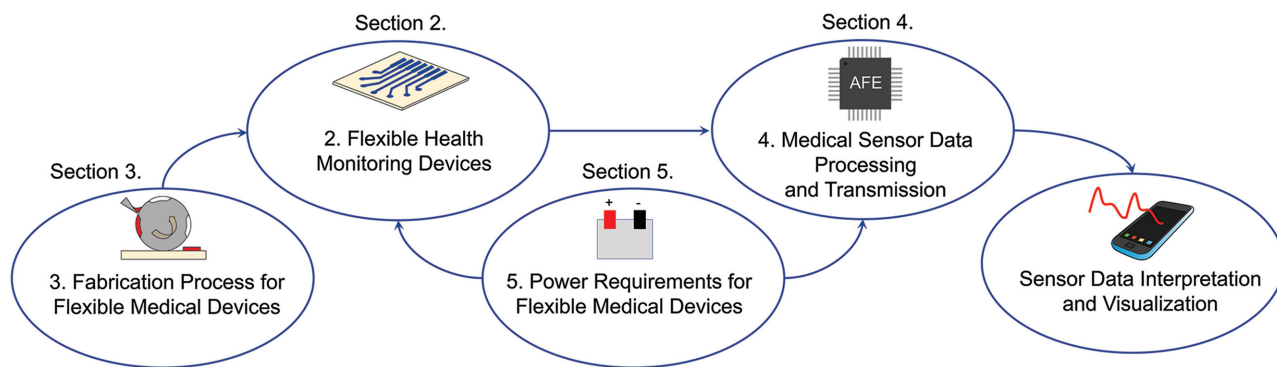 Section 2.
2. Flexible Health
Monitoring Devices
Section 4.
AFE
4. Medical Sensor Data
Processing
and Transmission
Section 3.
3. Fabrication Process for
Flexible Medical Devices
Section 5.
+ -
5. Power Requirements for
Flexible Medical Devices
Sensor Data Interpretation
and Visualization